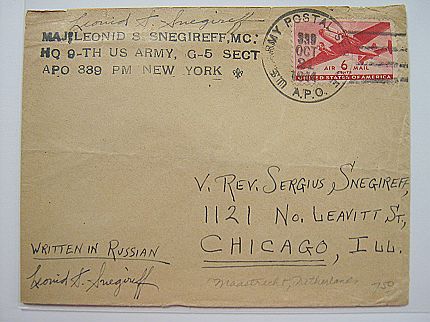 Leonid S. Snegireff
MAJ. LEONID S. SNEGIREFF, MC.
HQ 9-TH US ARMY, G-5 SECT
APO 339 PM NEW YORK
U.S. ARMY POSTAL
339
OCT
1944
A.P.O.
AIR 6¢ MAIL
UNITED STATES OF AMERICA
V. REV. SERGIUS SNEGIREFF,
1121 NO. LEAVITT ST,
CHICAGO, ILL.
WRITTEN IN RUSSIAN
Leonid S. Snegireff
Maastricht, Netherlands
750